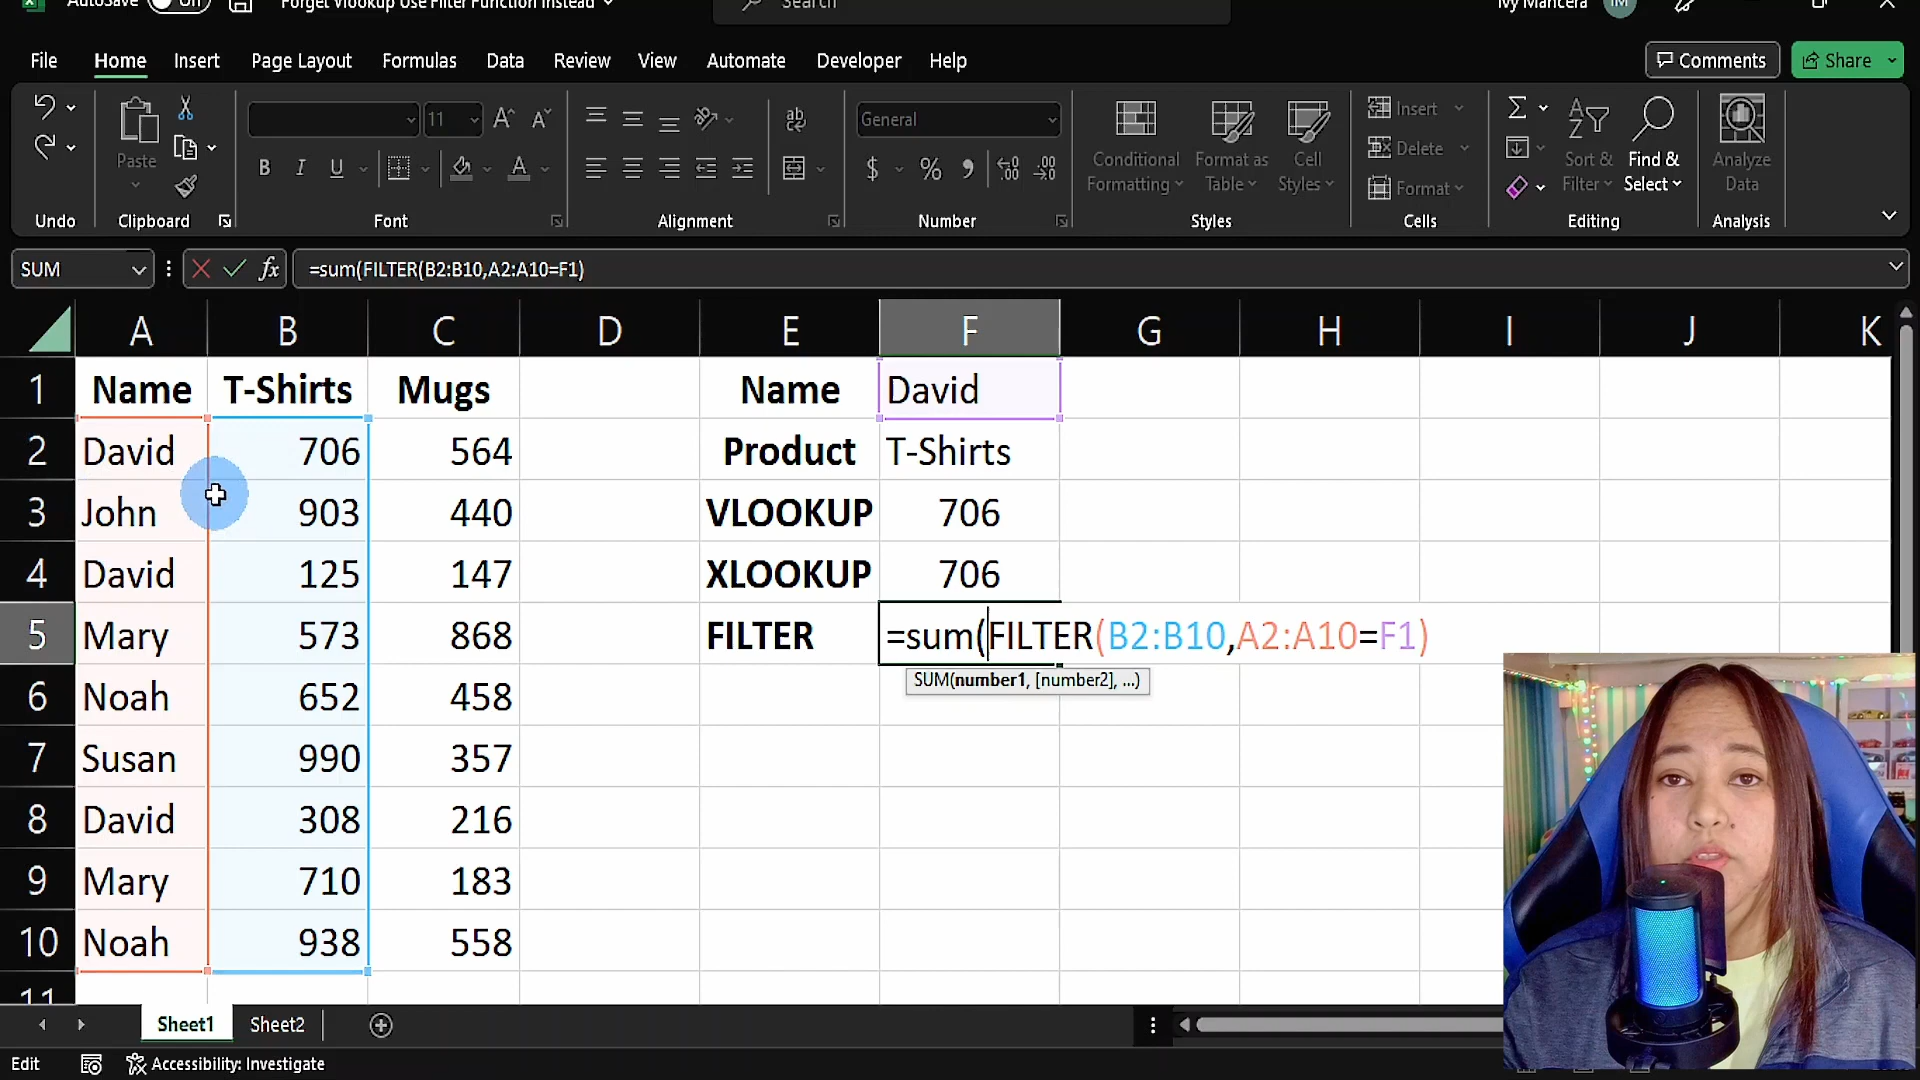 AutoSave Off Forget Vlookup Use Filter Function Instead Search Ivy Mancera IM
File Home Insert Page Layout Formulas Data Review View Automate Developer Help Comments Share
Paste
11
B I U
ab
General
$ % ,
Conditional Formatting
Format as Table
Cell Styles
Insert
Delete
Format
Sort & Filter
Find & Select
Analyze Data
Undo Clipboard Font Alignment Number Styles Cells Editing Analysis
SUM fx =sum(FILTER(B2:B10,A2:A10=F1)
A B C D E F G H I J K
1 Name T-Shirts Mugs Name David
2 David 706 564 Product T-Shirts
3 John 903 440 VLOOKUP 706
4 David 125 147 XLOOKUP 706
5 Mary 573 868 FILTER =sum(FILTER(B2:B10,A2:A10=F1)
SUM(number1, [number2], ...)
6 Noah 652 458
7 Susan 990 357
8 David 308 216
9 Mary 710 183
10 Noah 938 558
11
Sheet1 Sheet2
Edit Accessibility: Investigate